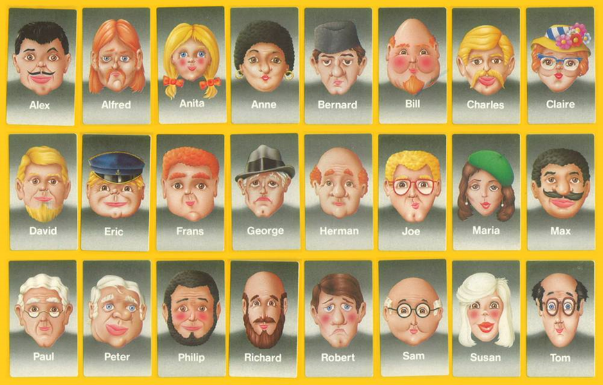 Alex Alfred Anita Anne Bernard Bill Charles Claire
David Eric Frans George Herman Joe Maria Max
Paul Peter Philip Richard Robert Sam Susan Tom